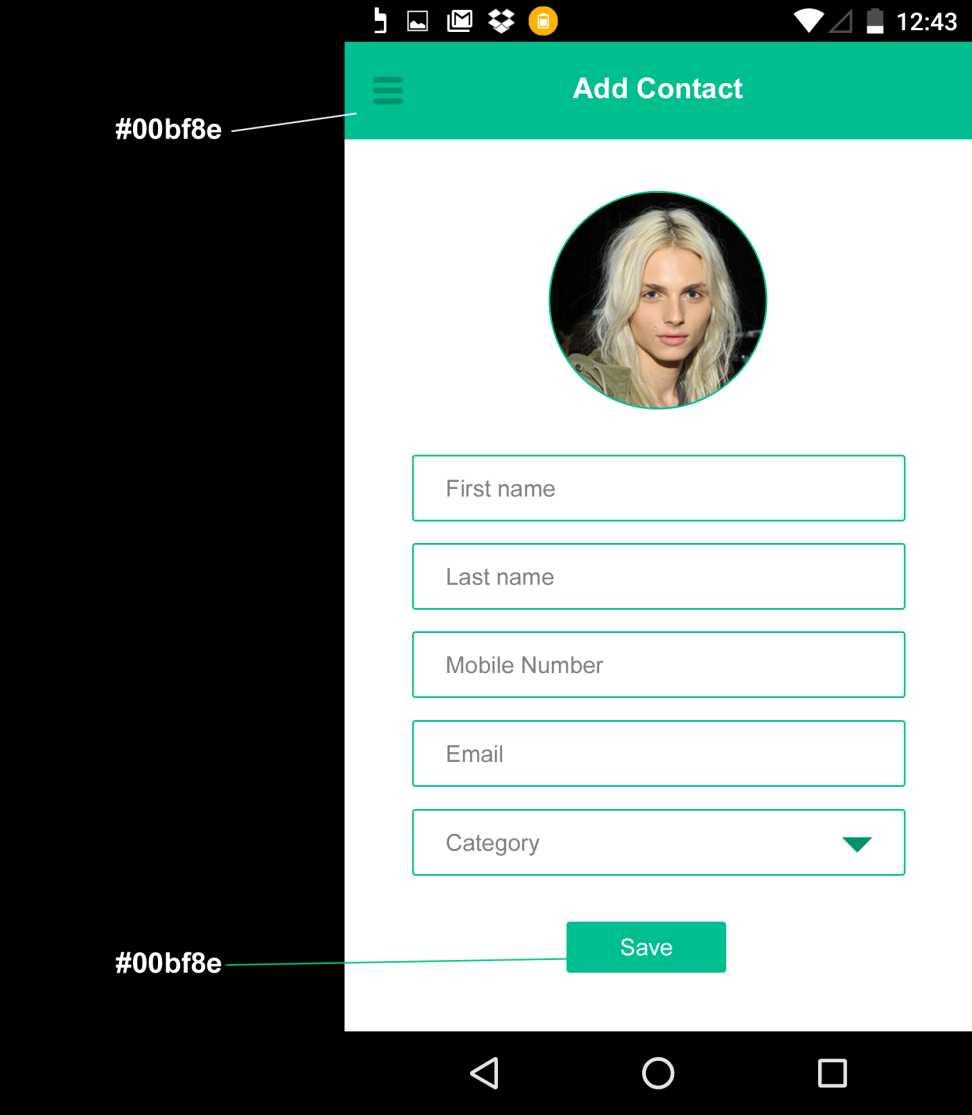 12:43
Add Contact
#00bf8e
First name
Last name
Mobile Number
Email
Category
Save
#00bf8e